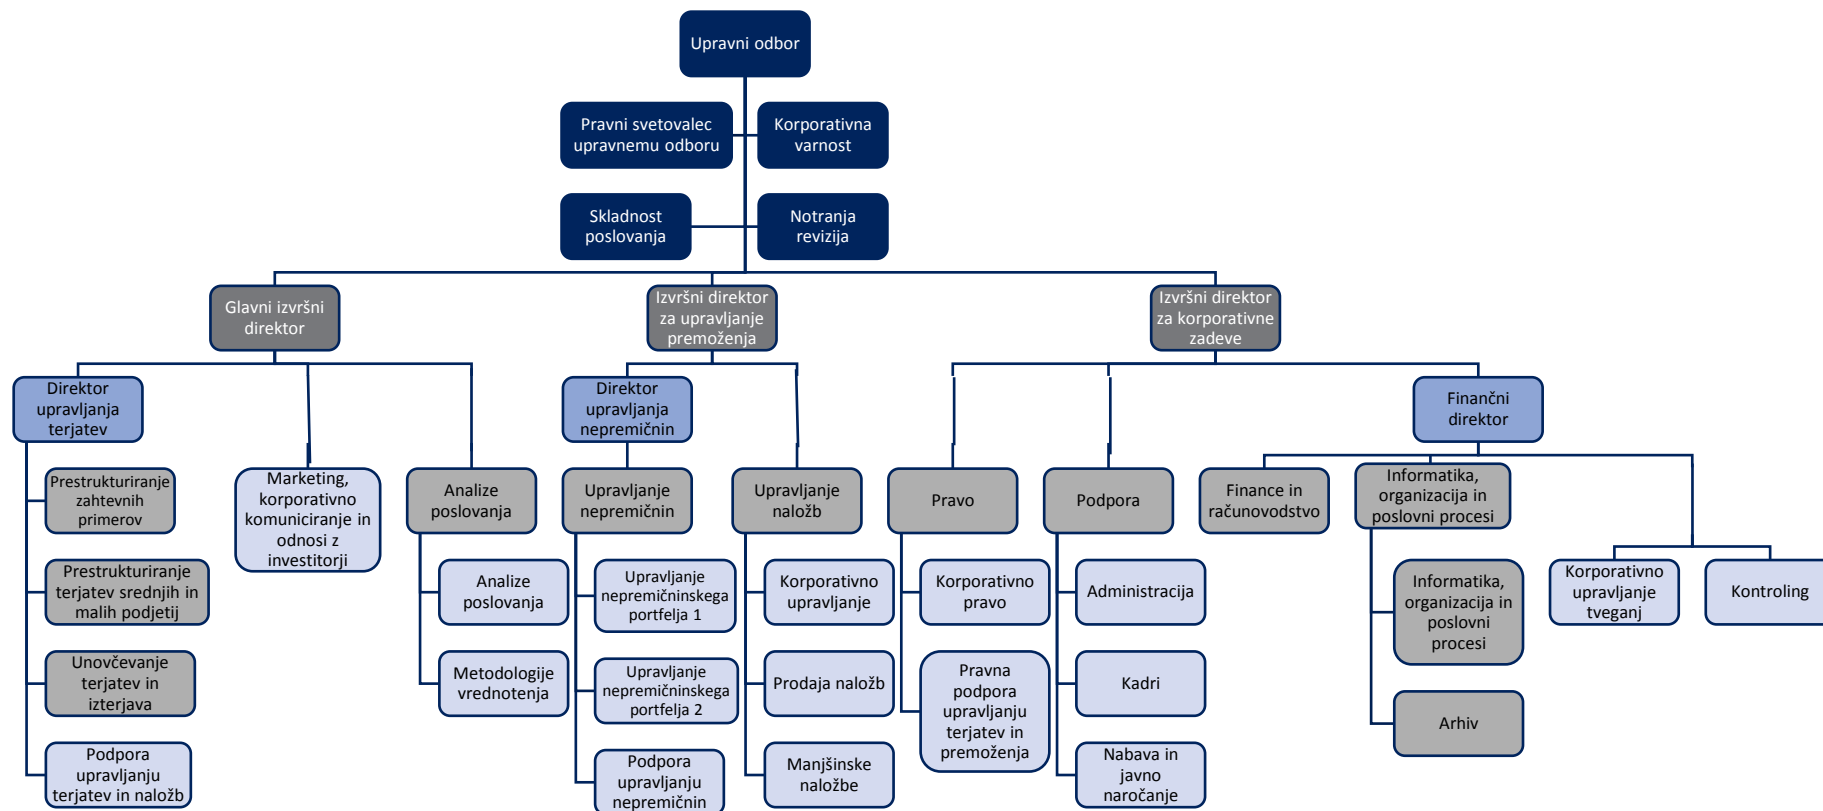 Upravni odbor
Pravni svetovalec
upravnemu odboru
Korporativna
varnost
Skladnost
poslovanja
Notranja
revizija
Glavni izvršni
direktor
Izvršni direktor
za upravljanje
premoženja
Izvršni direktor
za korporativne
zadeve
Direktor
upravljanja
terjatev
Direktor
upravljanja
nepremičnin
Finančni
direktor
Prestrukturiranje
zahtevnih
primerov
Marketing,
korporativno
komuniciranje in
odnosi z
investitorji
Analize
poslovanja
Upravljanje
nepremičnin
Upravljanje
naložb
Pravo
Podpora
Finance in
računovodstvo
Informatika,
organizacija in
poslovni procesi
Prestrukturiranje
terjatev srednjih in
malih podjetij
Analize
poslovanja
Upravljanje
nepremičninskega
portfelja 1
Korporativno
upravljanje
Korporativno
pravo
Administracija
Informatika,
organizacija in
poslovni
procesi
Korporativno
upravljanje
tveganj
Kontroling
Unovčevanje
terjatev in
izterjava
Metodologije
vrednotenja
Upravljanje
nepremičninskega
portfelja 2
Prodaja naložb
Pravna
podpora
upravljanju
terjatev in
premoženja
Kadri
Arhiv
Podpora
upravljanju
terjatev in naložb
Podpora
upravljanju
nepremičnin
Manjšinske
naložbe
Nabava in
javno
naročanje